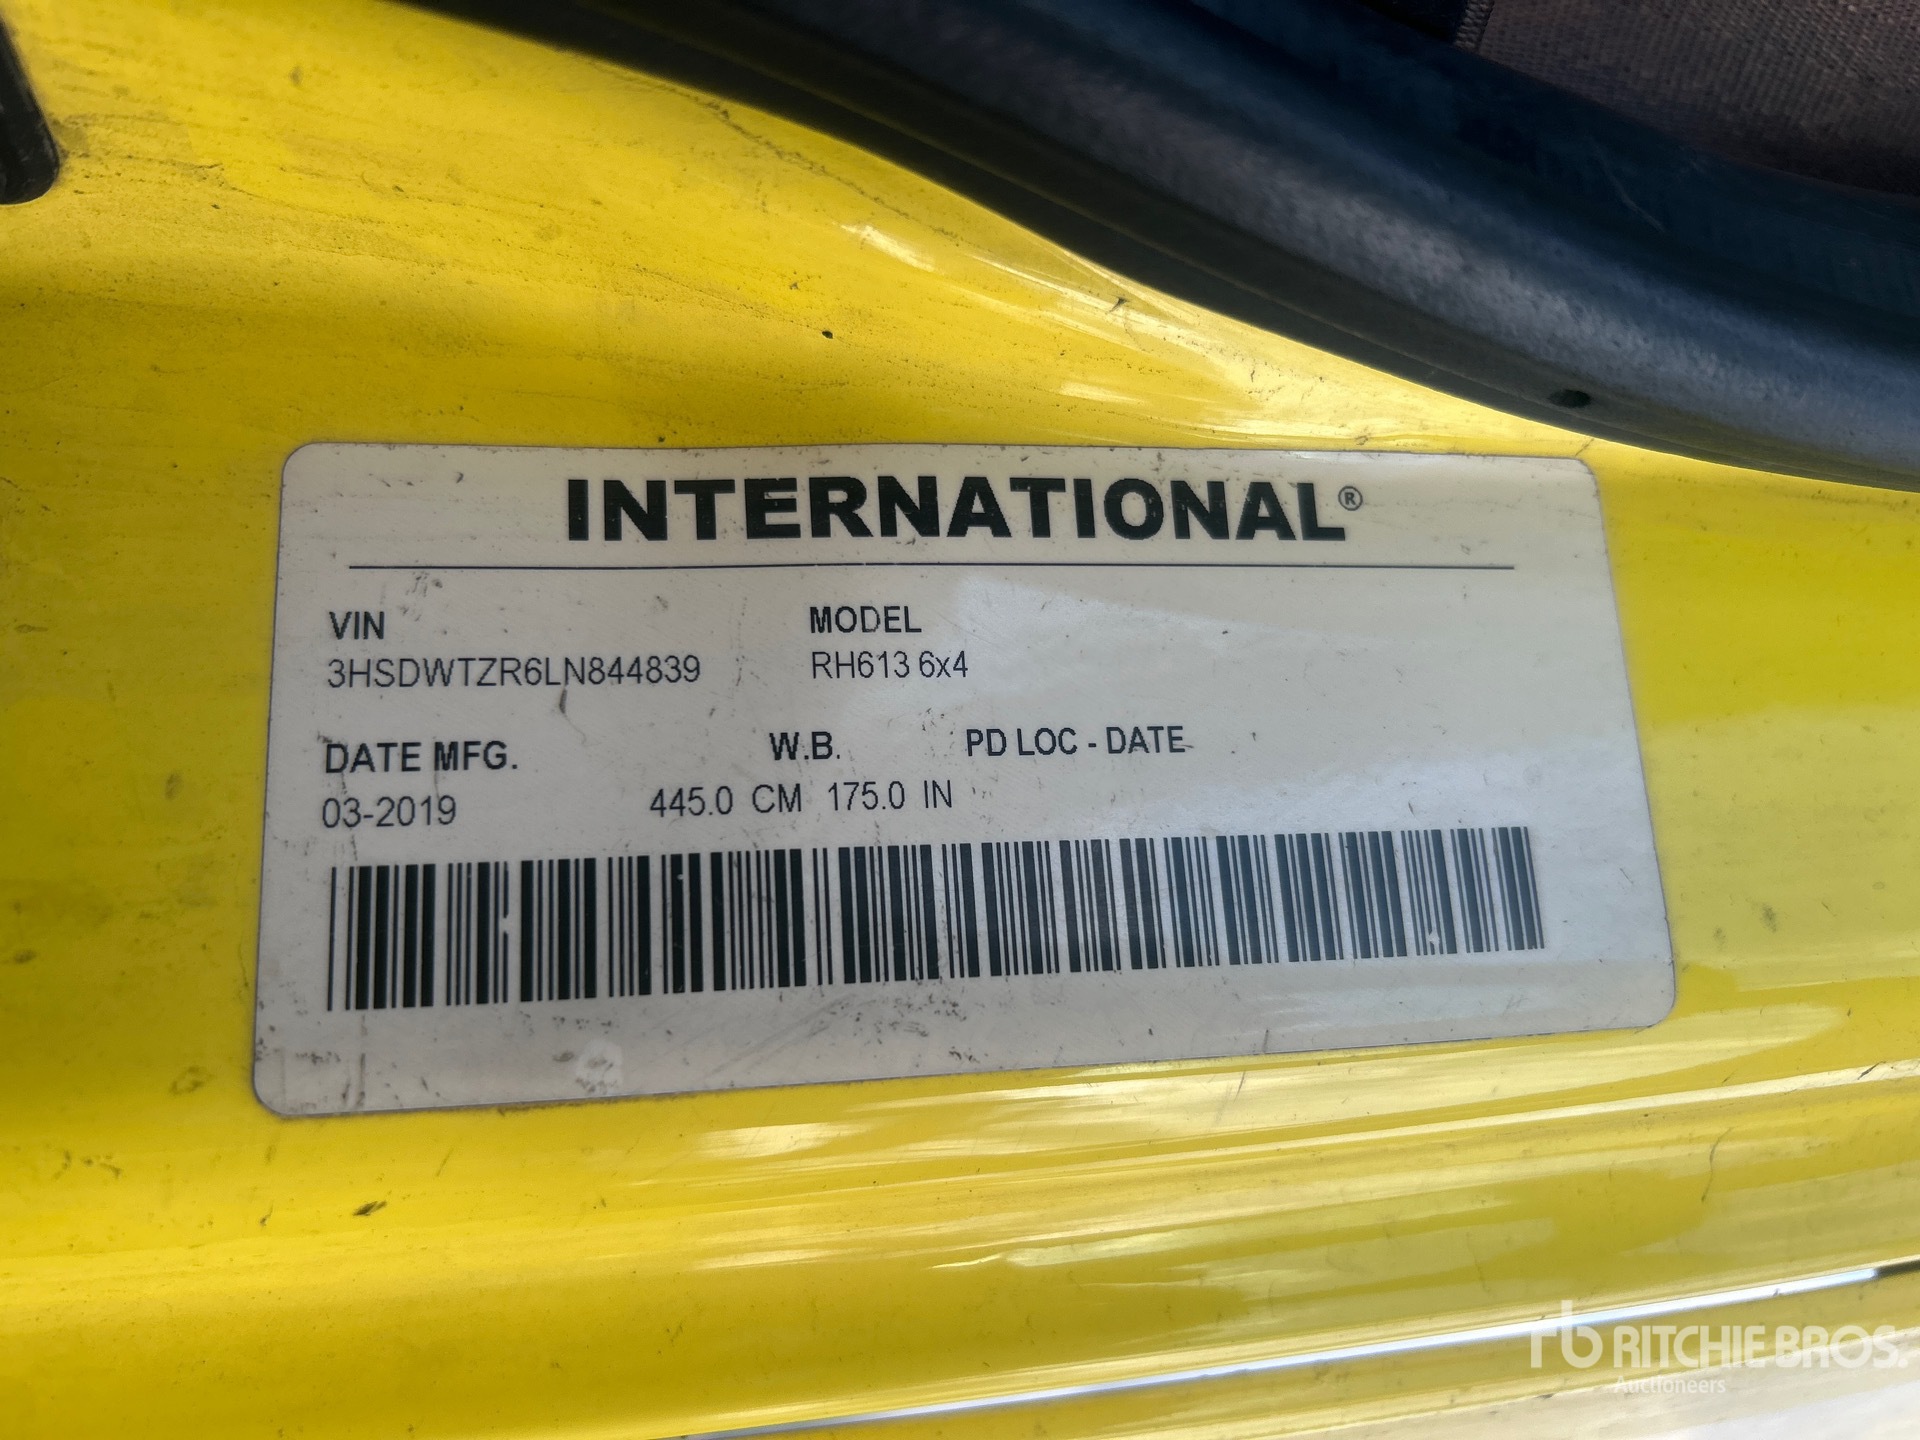 INTERNATIONAL®
VIN MODEL
3HSDWTZR6LN844839 RH613 6x4
DATE MFG. W.B. PD LOC - DATE
03-2019 445.0 CM 175.0 IN
rb RITCHIE BROS.
Auctioneers